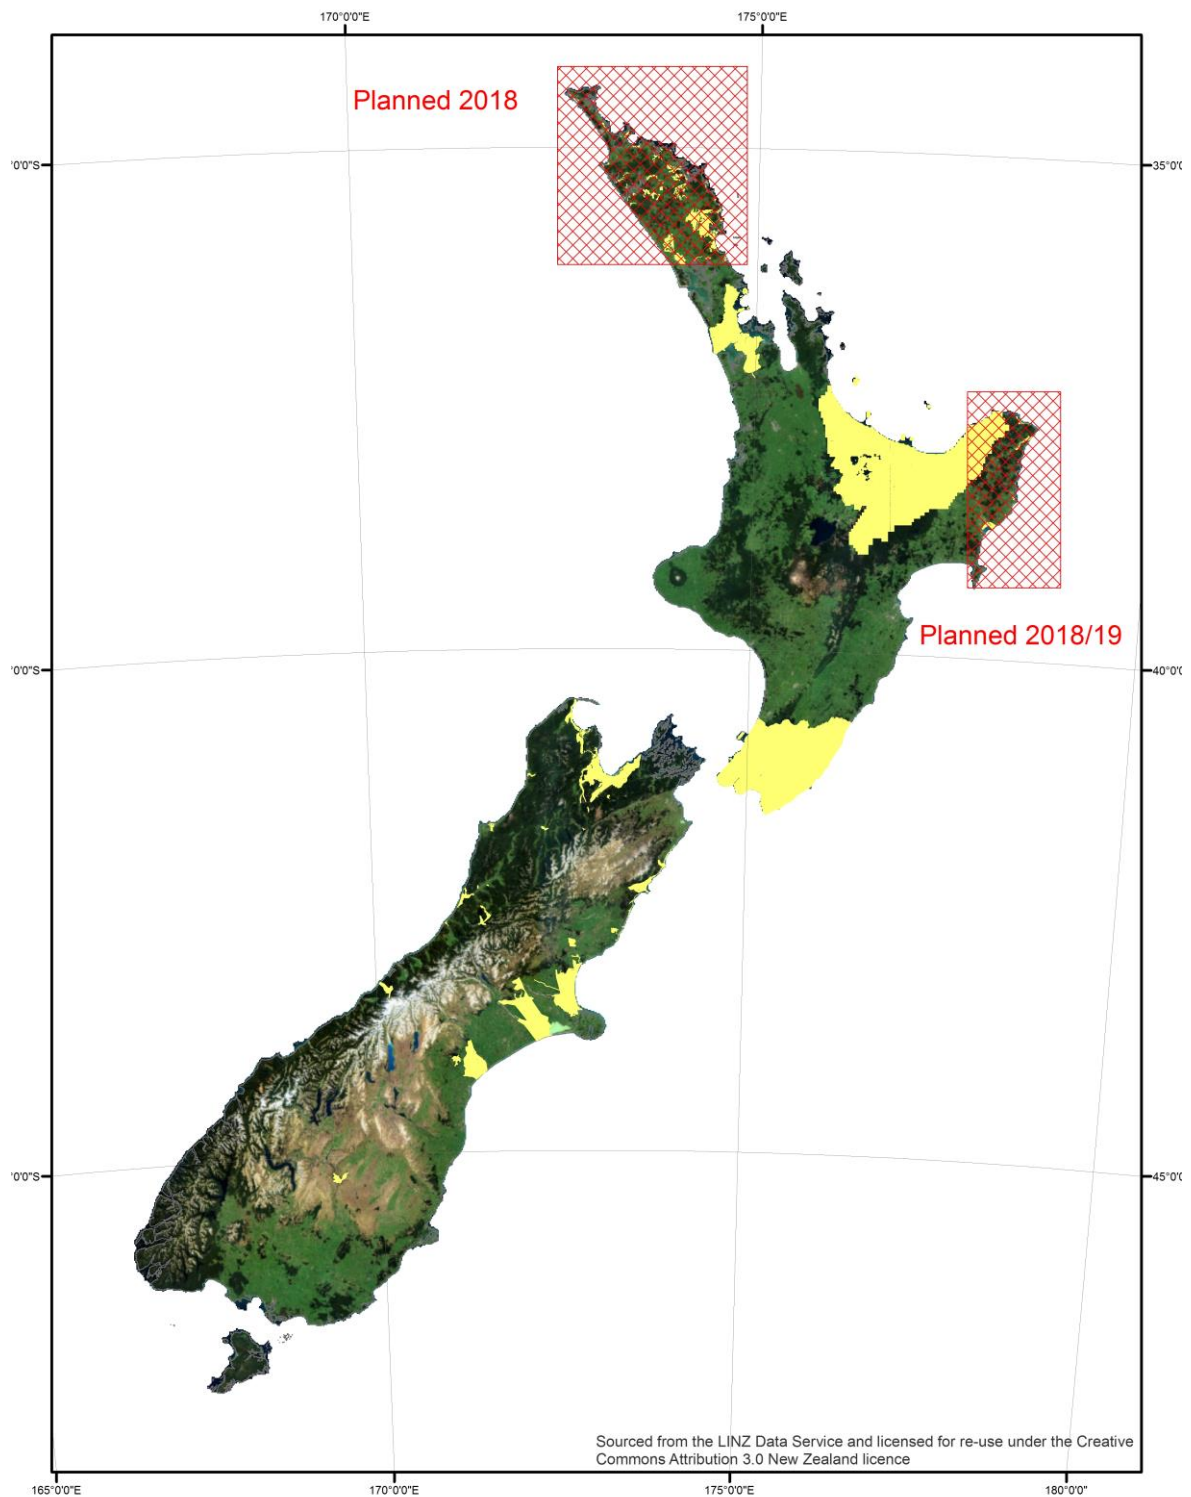 170°0'0"E 175°0'0"E
Planned 2018
'0'0"S 35°0'0
Planned 2018/19
'0'0"S 40°0'0
'0'0"S 45°0'0
Sourced from the LINZ Data Service and licensed for re-use under the Creative
Commons Attribution 3.0 New Zealand licence
165°0'0"E 170°0'0"E 175°0'0"E 180°0'0"